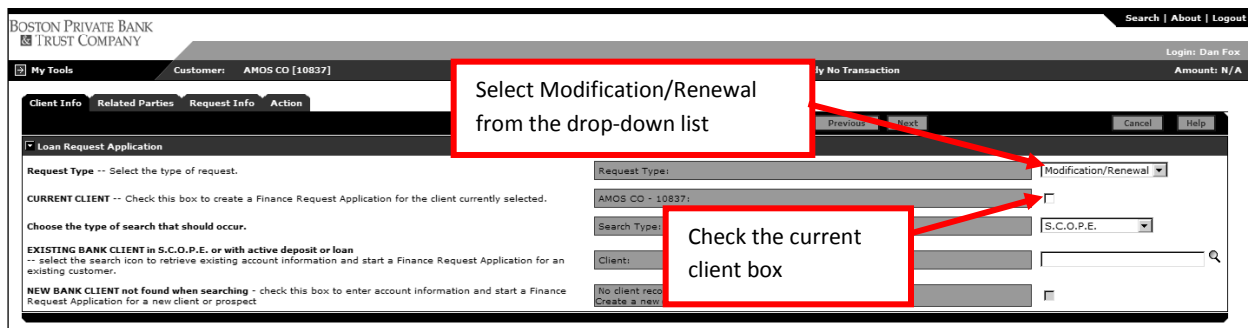 Search | About | Logout
BOSTON PRIVATE BANK
& TRUST COMPANY
Login: Dan Fox
My Tools Customer: AMOS CO [10837] No Transaction Amount: N/A
Select Modification/Renewal
from the drop-down list
Client Info Related Parties Request Info Action
Previous Next Cancel Help
Loan Request Application
Request Type -- Select the type of request. Request Type: Modification/Renewal
CURRENT CLIENT -- Check this box to create a Finance Request Application for the client currently selected. AMOS CO - 10837:
Choose the type of search that should occur. Search Type: S.C.O.P.E.
Check the current
client box
EXISTING BANK CLIENT in S.C.O.P.E. or with active deposit or loan
-- select the search icon to retrieve existing account information and start a Finance Request Application for an Client:
existing customer.
NEW BANK CLIENT not found when searching - check this box to enter account information and start a Finance No client
Request Application for a new client or prospect Create a new